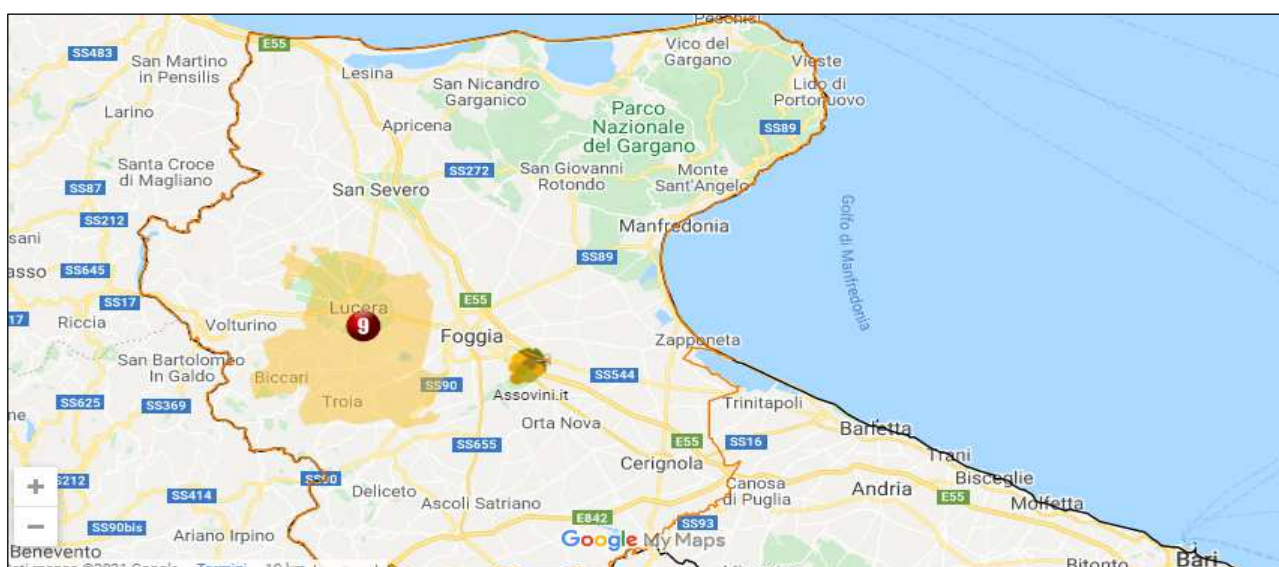 Peschici
SS483
E55
Vico del
Gargano
San Martino
in Pensilis
Lesina
Vieste
San Nicandro
Garganico
Lido di
Portonuovo
Larino
Parco
Nazionale
del Gargano
Apricena
SS89
Santa Croce
di Magliano
SS272
San Giovanni
Rotondo
Monte
Sant'Angelo
SS87
San Severo
SS212
Manfredonia
Golfo di Manfredonia
sani
asso
SS645
SS89
SS17
E55
Lucera
17
Riccia
Volturino
9
Foggia
Zapponeta
San Bartolomeo
In Galdo
Biccari
SS90
SS544
SS625
SS369
Troia
Assovini.it
Trinitapoli
ne
Orta Nova
Barletta
SS655
E55
SS16
Trani
Cerignola
Bisceglie
+
S212
SS90
Canosa
di Puglia
Andria
E55
Molfetta
SS414
Deliceto
Ascoli Satriano
−
SS90bis
Ariano Irpino
E842
SS93
Google My Maps
Benevento
Bitonto
Bari
Termini
10 km